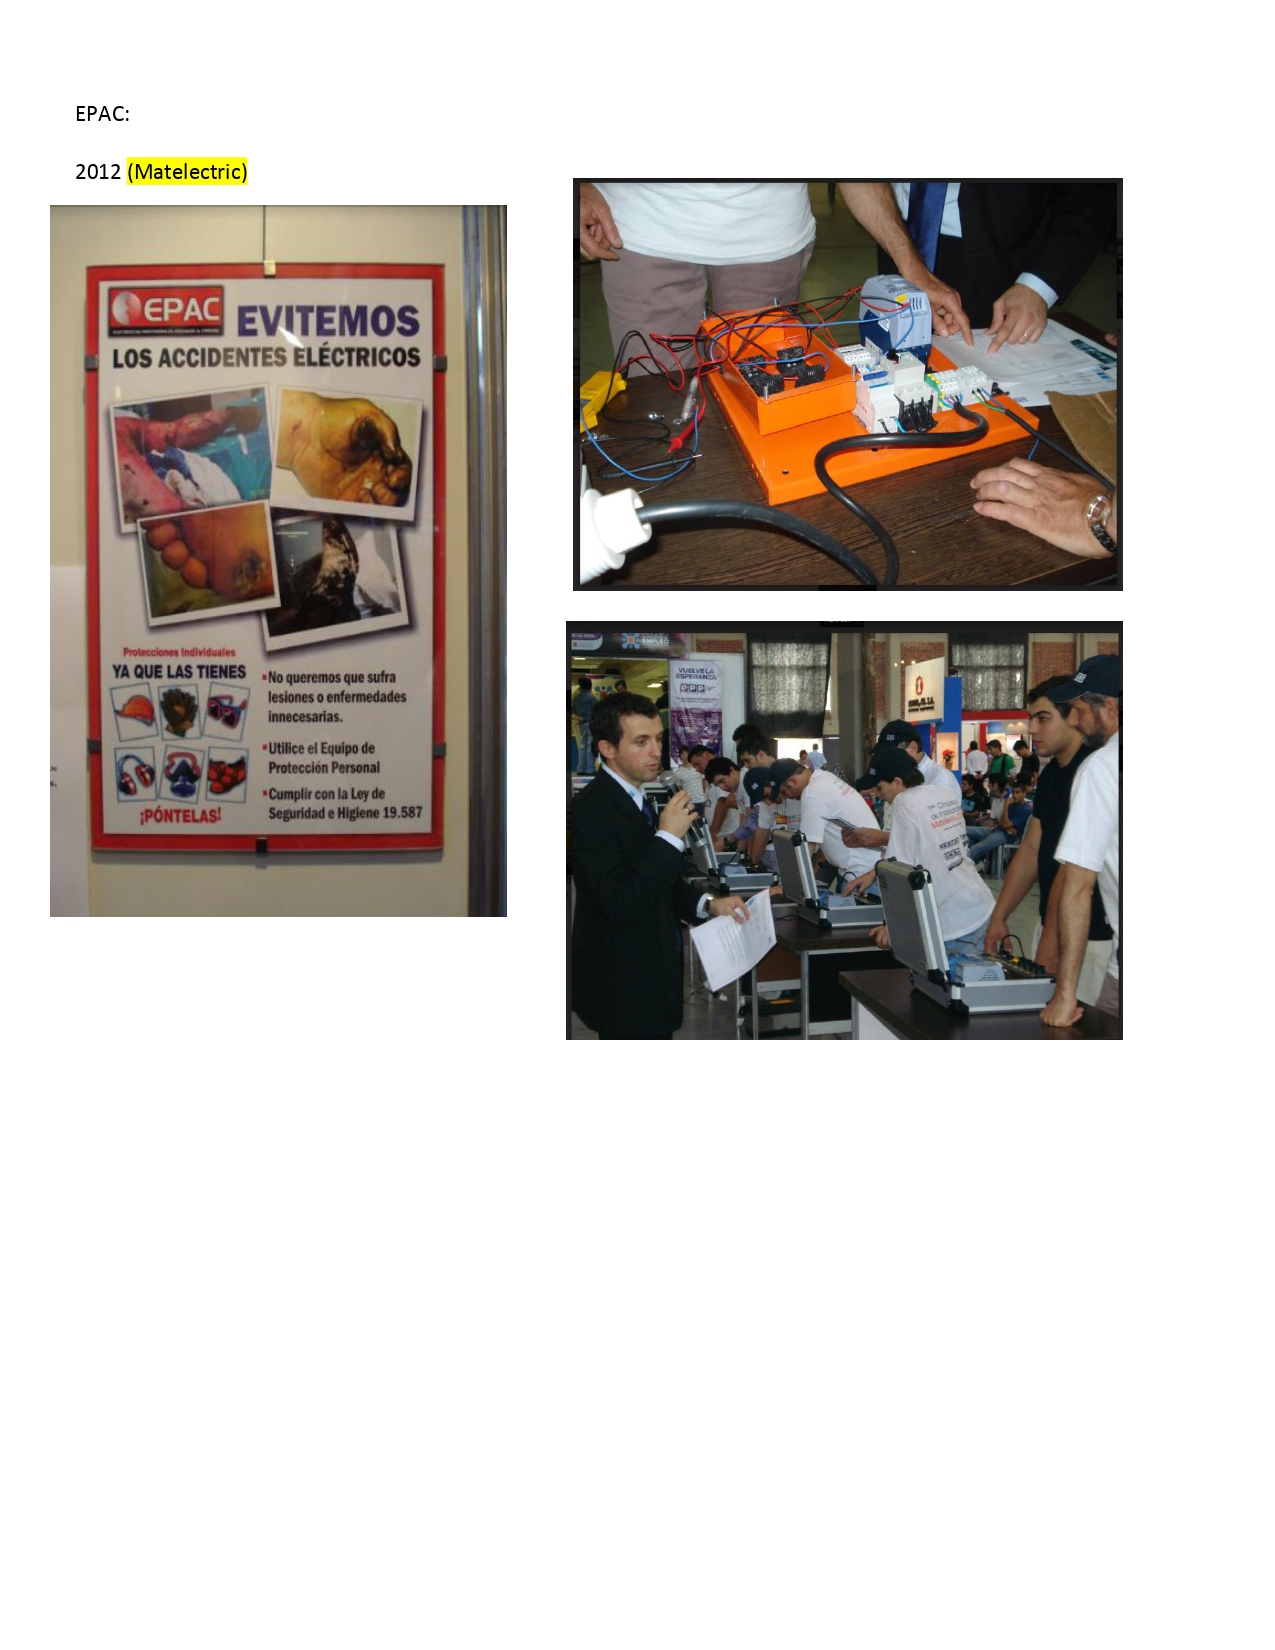 EPAC:
2012 (Matelectric)
EPAC
EVITEMOS
LOS ACCIDENTES ELÉCTRICOS
Protecciones Individuales
YA QUE LAS TIENES
¡PÓNTELAS!
No queremos que sufra
lesiones o enfermedades
innecesarias.
Utilice el Equipo de
Protección Personal
Cumplir con la Ley de
Seguridad e Higiene 19.587
EMPLEO
VUELVE LA
ESPERANZA
PPP